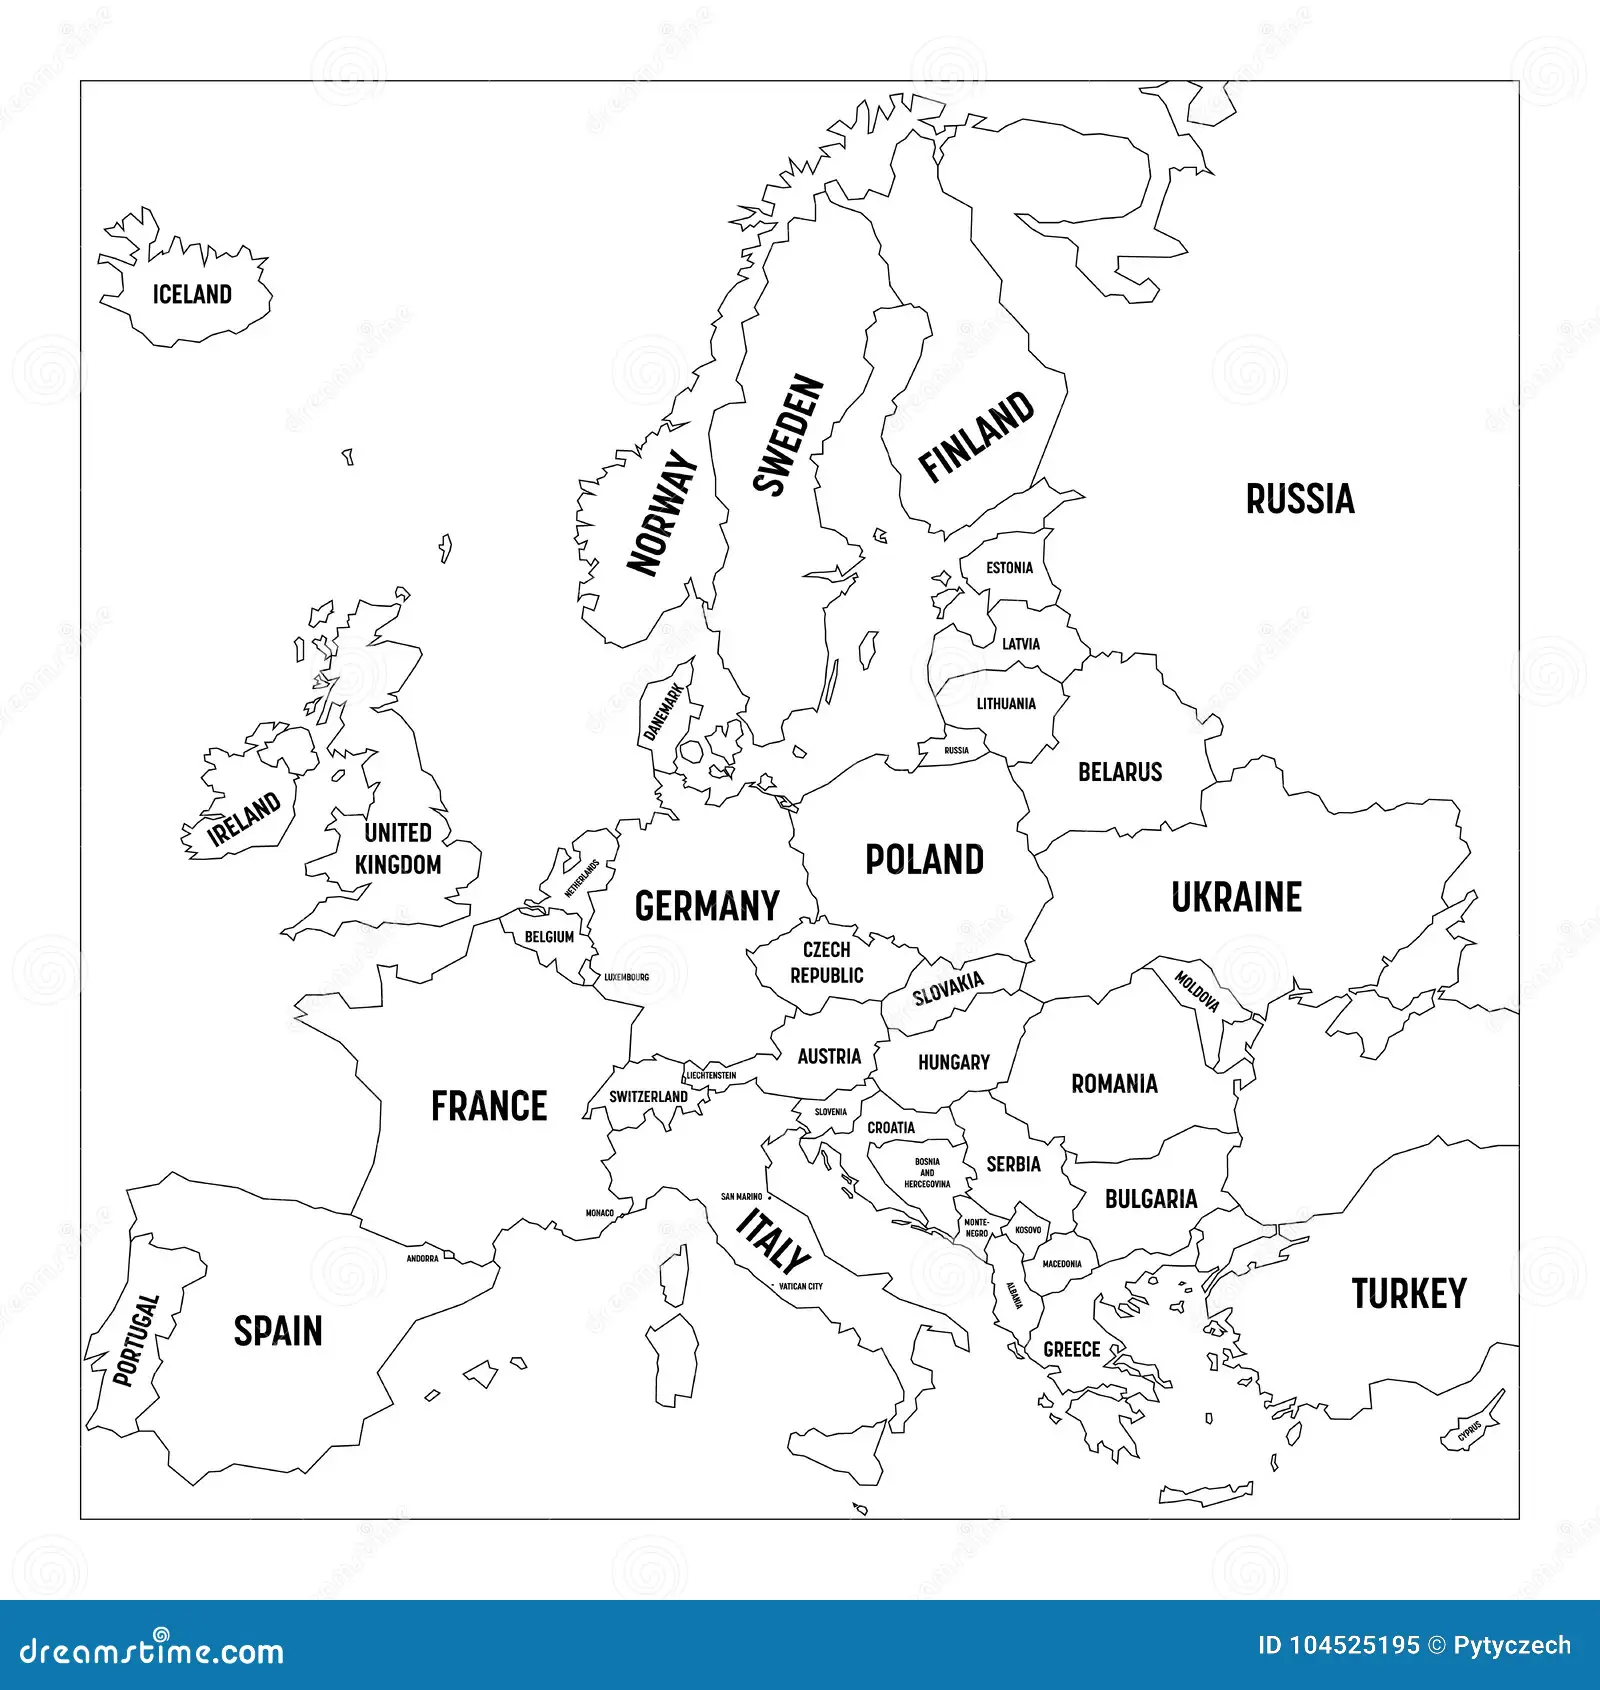 ICELAND
SWEDEN
FINLAND
NORWAY
RUSSIA
ESTONIA
LATVIA
LITHUANIA
DANEMARK
RUSSIA
BELARUS
IRELAND
UNITED
KINGDOM
NETHERLANDS
POLAND
GERMANY
UKRAINE
BELGIUM
CZECH
REPUBLIC
LUXEMBOURG
SLOVAKIA
MOLDOVA
AUSTRIA
HUNGARY
LIECHTENSTEIN
ROMANIA
SWITZERLAND
FRANCE
SLOVENIA
CROATIA
BOSNIA
AND
HERCEGOVINA
SERBIA
SAN MARINO
BULGARIA
MONACO
MONTE-
NEGRO
KOSOVO
ITALY
ANDORRA
MACEDONIA
VATICAN CITY
ALBANIA
TURKEY
PORTUGAL
SPAIN
GREECE
CYPRUS
dreamstime.com
ID 104525195 © Pytyczech